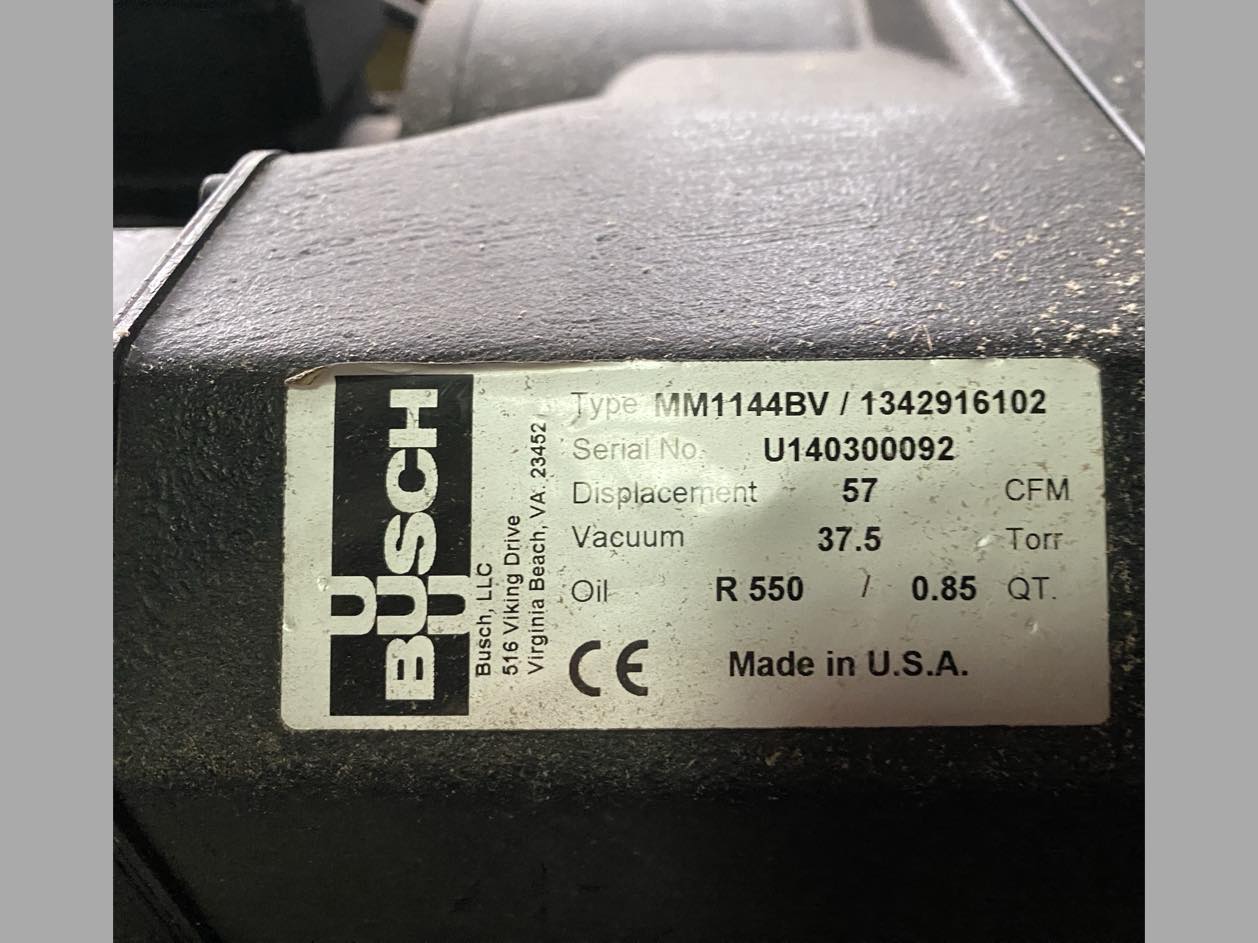 BUSCH
Busch, LLC
516 Viking Drive
Virginia Beach, VA. 23452
Type MM1144BV / 1342916102
Serial No. U140300092
Displacement 57 CFM
Vacuum 37.5 Torr
Oil R 550 / 0.85 QT.
CE Made in U.S.A.